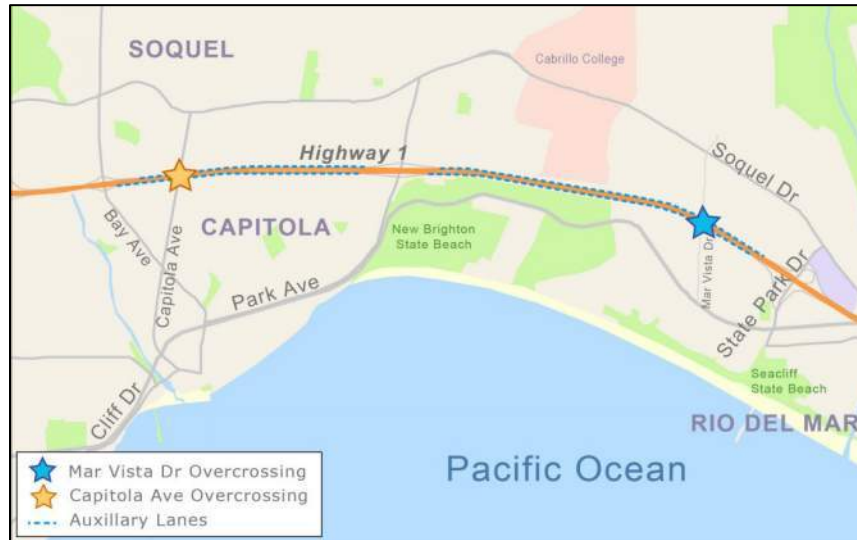 SOQUEL
Cabrillo College
Highway 1
Soquel Dr
Bay Ave
Capitola Ave
CAPITOLA
New Brighton
State Beach
Mar Vista Dr
Park Ave
State Park Dr
Cliff Dr
Seacliff
State Beach
RIO DEL MAR
Pacific Ocean
Mar Vista Dr Overcrossing
Capitola Ave Overcrossing
Auxillary Lanes